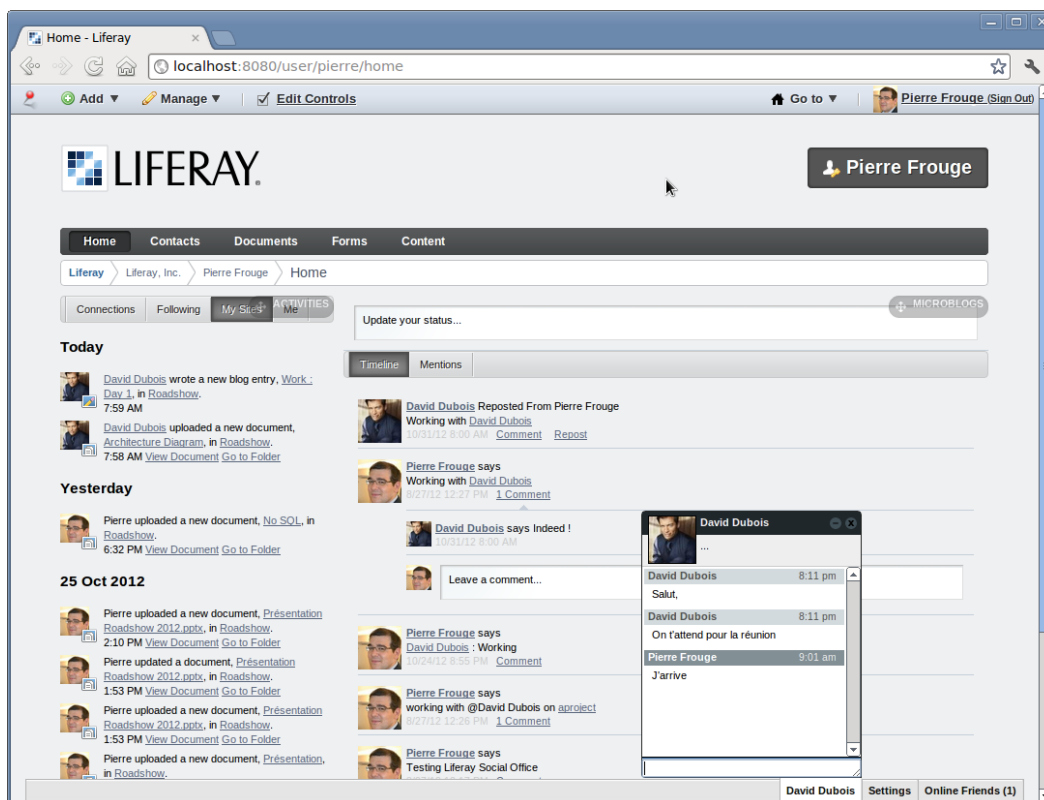 Home - Liferay
localhost:8080/user/pierre/home
Add
Manage
Edit Controls
Go to
Pierre Frouge (Sign Out)
LIFERAY.
Pierre Frouge
Home Contacts Documents Forms Content
Liferay Liferay, Inc. Pierre Frouge Home
Connections Following My Sites Me
ACTIVITIES
MICROBLOGS
Update your status...
Today
David Dubois wrote a new blog entry, Work :
Day 1, in Roadshow.
7:59 AM
David Dubois uploaded a new document,
Architecture Diagram, in Roadshow.
7:58 AM View Document Go to Folder
Yesterday
Pierre uploaded a new document, No SQL, in
Roadshow.
6:32 PM View Document Go to Folder
25 Oct 2012
Pierre uploaded a new document, Présentation
Roadshow 2012.pptx, in Roadshow.
2:10 PM View Document Go to Folder
Pierre updated a document, Présentation
Roadshow 2012.pptx, in Roadshow.
1:53 PM View Document Go to Folder
Pierre uploaded a new document, Présentation
Roadshow 2012.pptx, in Roadshow.
1:53 PM View Document Go to Folder
Pierre uploaded a new document, Présentation,
in Roadshow.
Timeline Mentions
David Dubois Reposted From Pierre Frouge
Working with David Dubois
10/31/12 8:00 AM Comment Repost
Pierre Frouge says
Working with David Dubois
8/27/12 12:27 PM 1 Comment
David Dubois says Indeed !
10/31/12 8:00 AM
Leave a comment...
Pierre Frouge says
David Dubois : Working
10/24/12 8:55 PM Comment
Pierre Frouge says
working with @David Dubois on aproject
8/27/12 12:26 PM 1 Comment
Pierre Frouge says
Testing Liferay Social Office
David Dubois
...
David Dubois 8:11 pm
Salut,
David Dubois 8:11 pm
On t'attend pour la réunion
Pierre Frouge 9:01 am
J'arrive
David Dubois Settings Online Friends (1)